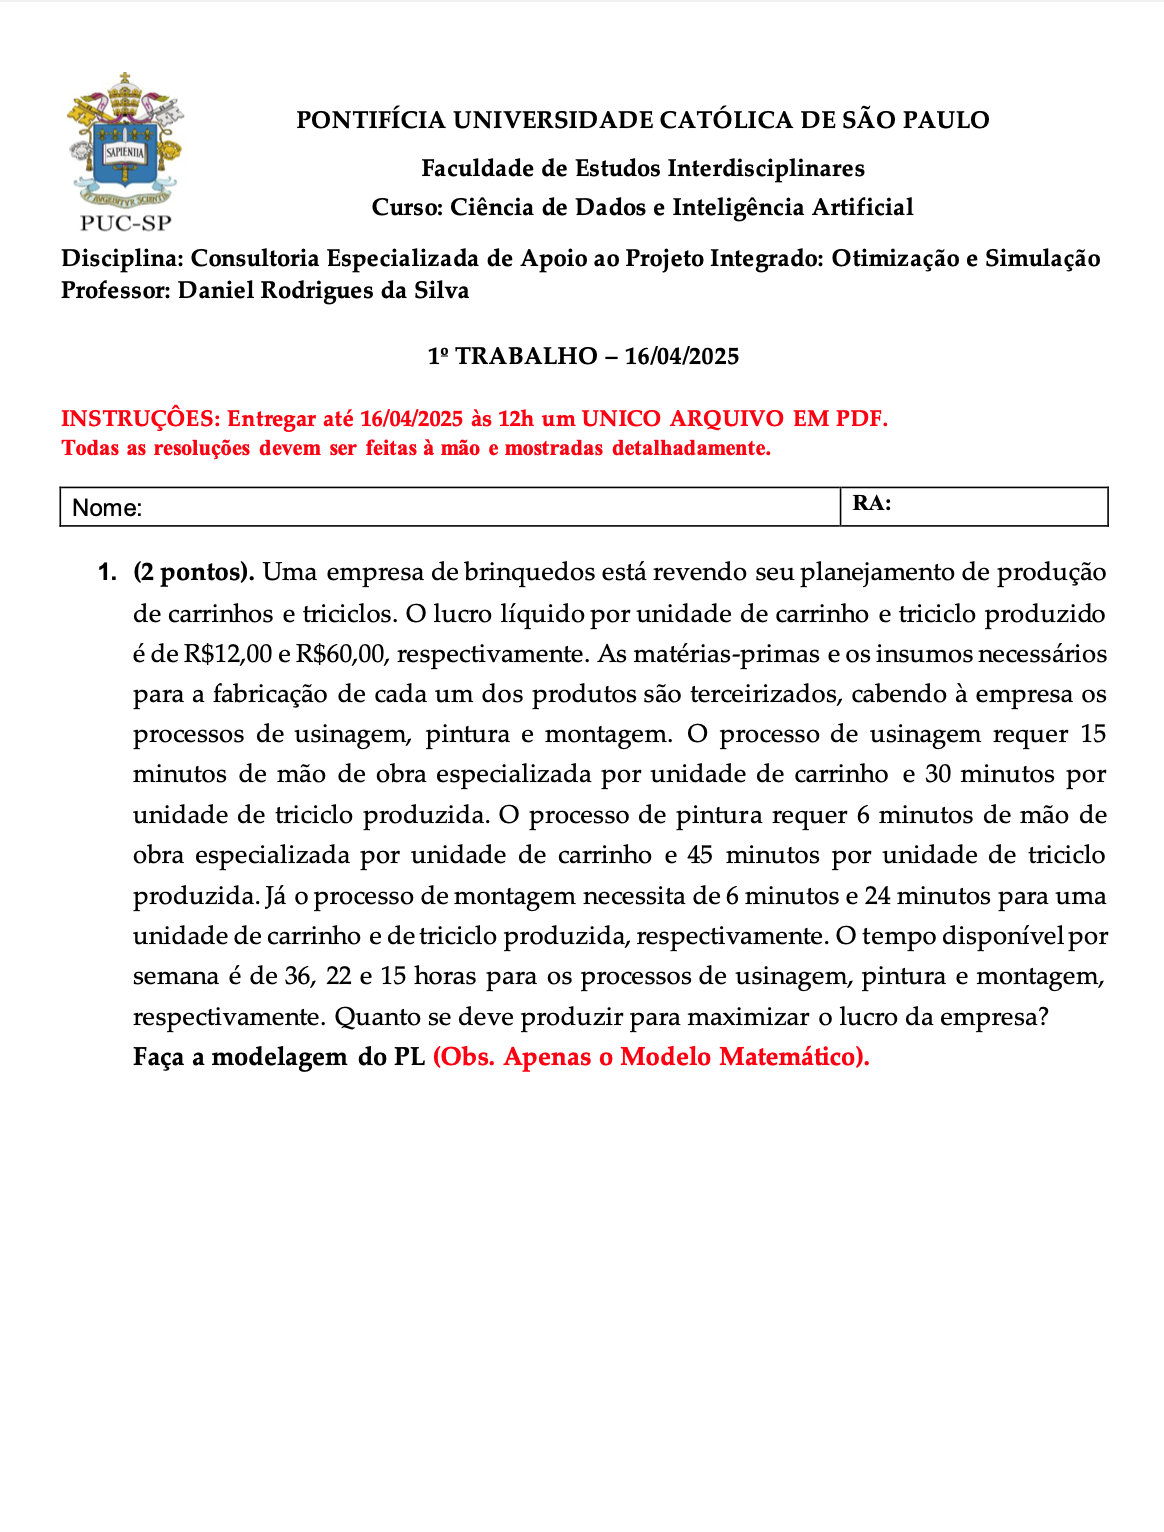 SAPIENTIA
PUC-SP
PONTIFÍCIA UNIVERSIDADE CATÓLICA DE SÃO PAULO
Faculdade de Estudos Interdisciplinares
Curso: Ciência de Dados e Inteligência Artificial
Disciplina: Consultoria Especializada de Apoio ao Projeto Integrado: Otimização e Simulação
Professor: Daniel Rodrigues da Silva
1º TRABALHO – 16/04/2025
INSTRUÇÔES: Entregar até 16/04/2025 às 12h um UNICO ARQUIVO EM PDF.
Todas as resoluções devem ser feitas à mão e mostradas detalhadamente.
Nome:
RA:
1. (2 pontos). Uma empresa de brinquedos está revendo seu planejamento de produção
de carrinhos e triciclos. O lucro líquido por unidade de carrinho e triciclo produzido
é de R$12,00 e R$60,00, respectivamente. As matérias-primas e os insumos necessários
para a fabricação de cada um dos produtos são terceirizados, cabendo à empresa os
processos de usinagem, pintura e montagem. O processo de usinagem requer 15
minutos de mão de obra especializada por unidade de carrinho e 30 minutos por
unidade de triciclo produzida. O processo de pintura requer 6 minutos de mão de
obra especializada por unidade de carrinho e 45 minutos por unidade de triciclo
produzida. Já o processo de montagem necessita de 6 minutos e 24 minutos para uma
unidade de carrinho e de triciclo produzida, respectivamente. O tempo disponível por
semana é de 36, 22 e 15 horas para os processos de usinagem, pintura e montagem,
respectivamente. Quanto se deve produzir para maximizar o lucro da empresa?
Faça a modelagem do PL (Obs. Apenas o Modelo Matemático).